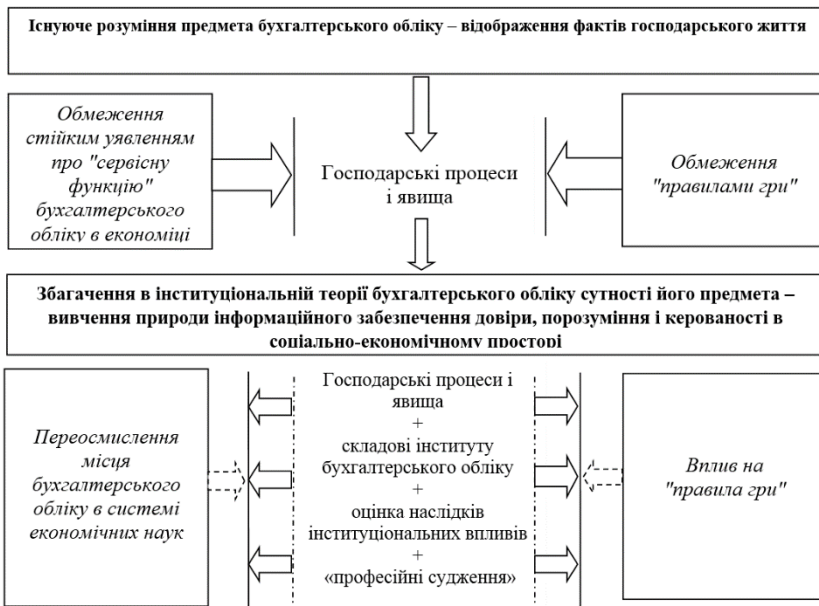 Існуюче розуміння предмета бухгалтерського обліку – відображення фактів господарського життя
Обмеження
стійким уявленням
про "сервісну
функцію"
бухгалтерського
обліку в економіці
Господарські процеси
і явища
Обмеження
"правилами гри"
Збагачення в інституціональній теорії бухгалтерського обліку сутності його предмета –
вивчення природи інформаційного забезпечення довіри, порозуміння і керованості в
соціально-економічному просторі
Переосмислення
місця
бухгалтерського
обліку в системі
економічних наук
Господарські процеси і
явища
+
складові інституту
бухгалтерського обліку
+
оцінка наслідків
інституціональних впливів
+
«професійні судження»
Вплив на
"правила гри"